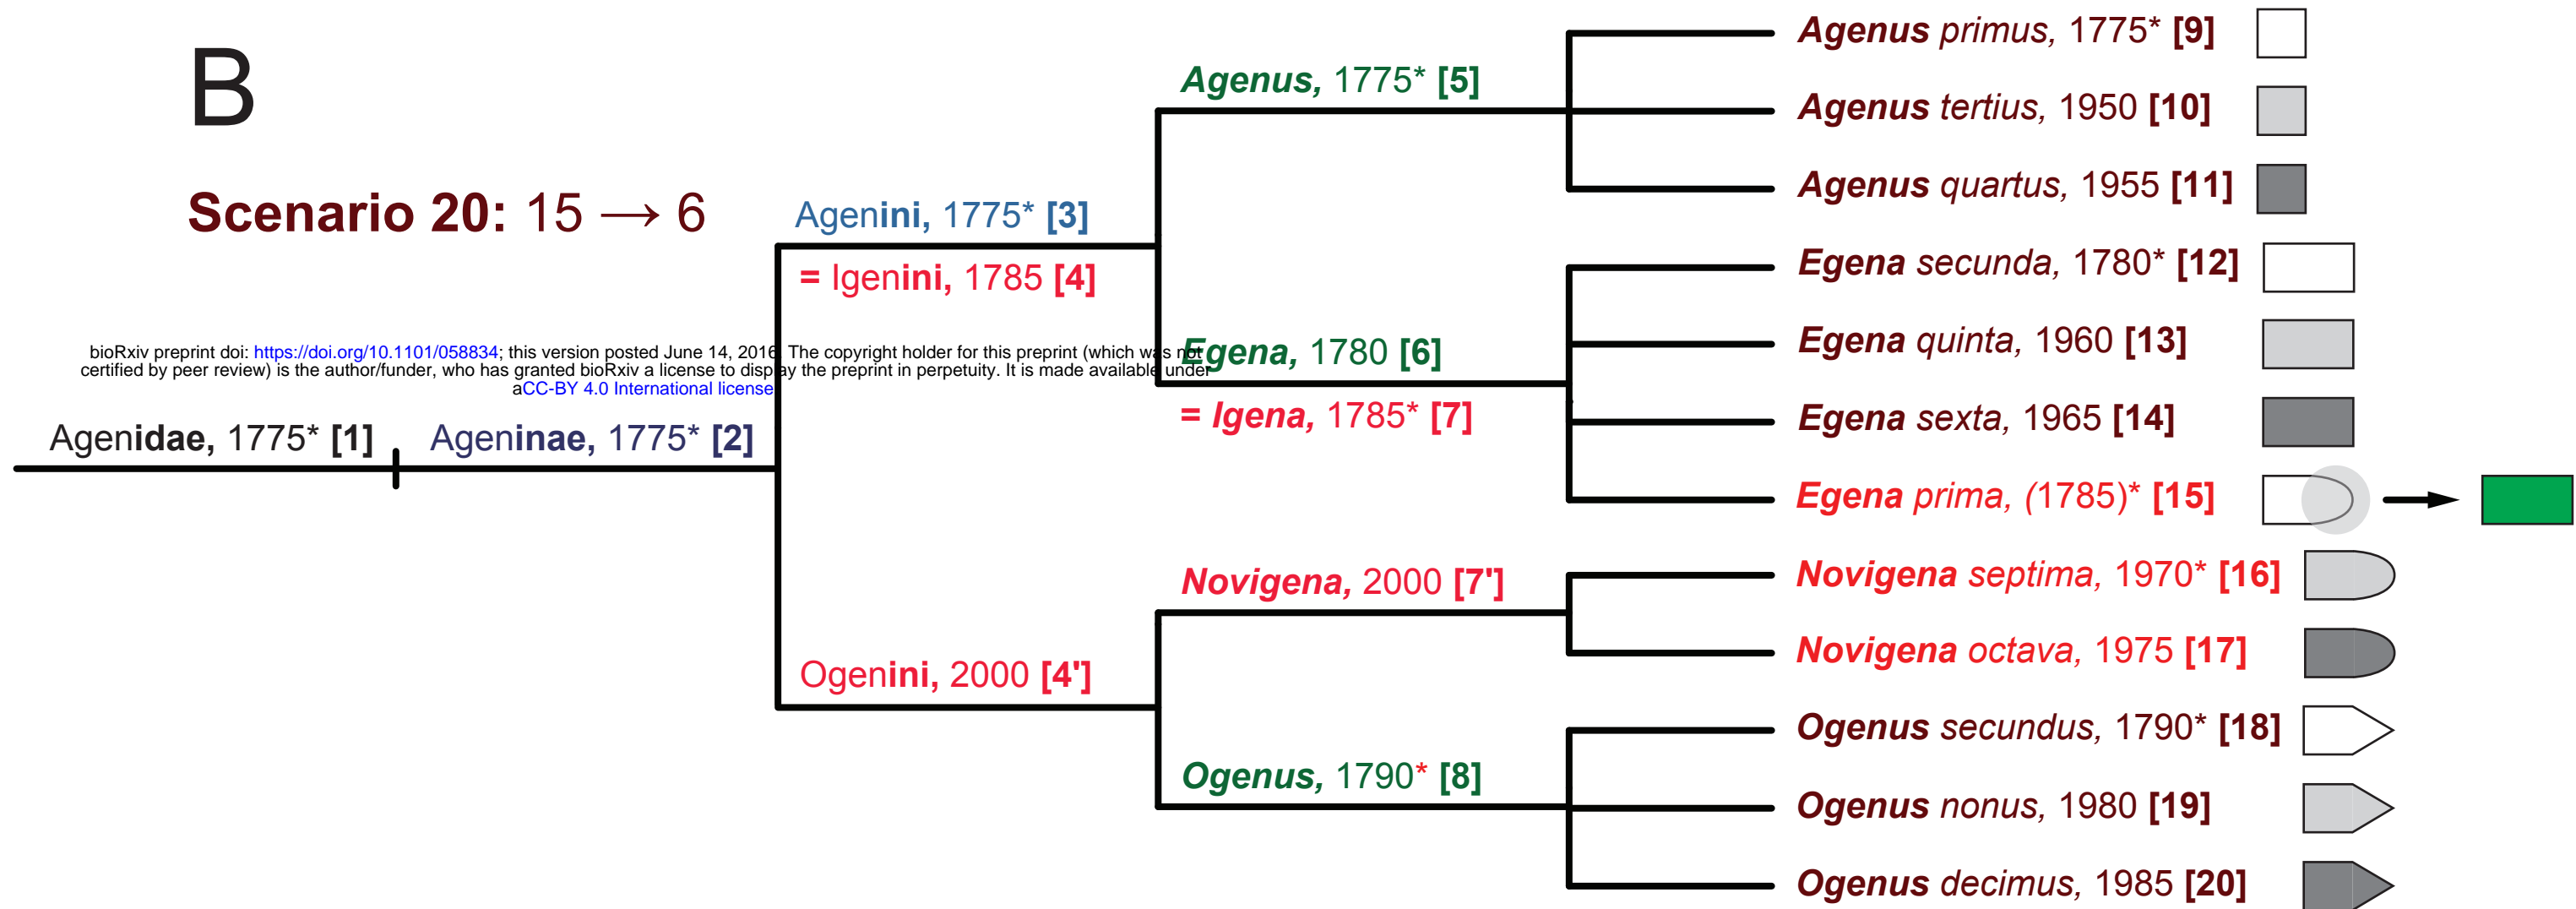 B
Scenario 20: 15 → 6
Agenidae, 1775* [1]
Ageninae, 1775* [2]
Agenini, 1775* [3]
= Igenini, 1785 [4]
Ogenini, 2000 [4']
Agenus, 1775* [5]
Egena, 1780 [6]
= Igena, 1785* [7]
Novigena, 2000 [7']
Ogenus, 1790* [8]
Agenus primus, 1775* [9]
Agenus tertius, 1950 [10]
Agenus quartus, 1955 [11]
Egena secunda, 1780* [12]
Egena quinta, 1960 [13]
Egena sexta, 1965 [14]
Egena prima, (1785)* [15]
Novigena septima, 1970* [16]
Novigena octava, 1975 [17]
Ogenus secundus, 1790* [18]
Ogenus nonus, 1980 [19]
Ogenus decimus, 1985 [20]
bioRxiv preprint doi: https://doi.org/10.1101/058834; this version posted June 14, 2016. The copyright holder for this preprint (which was not
certified by peer review) is the author/funder, who has granted bioRxiv a license to display the preprint in perpetuity. It is made available under
aCC-BY 4.0 International license